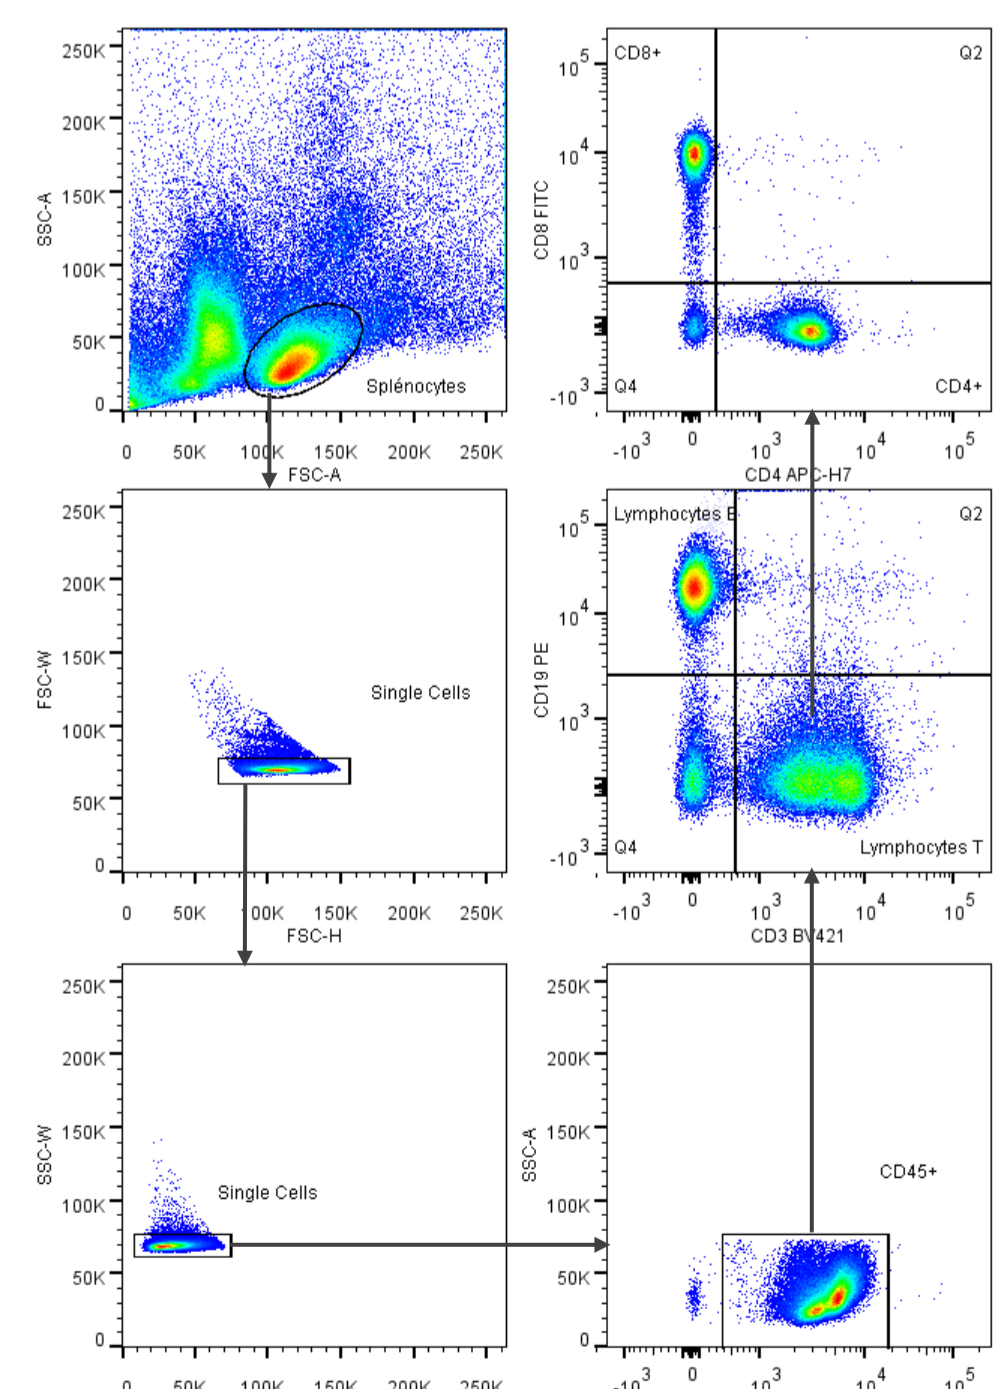 250K
200K
150K
100K
50K
0
SSC-A
Splénocytes
0 50K 100K 150K 200K 250K
FSC-A
CD8+ Q2
10^5
10^4
10^3
-10^3
CD8 FITC
Q4 CD4+
-10^3 0 10^3 10^4 10^5
CD4 APC-H7
250K
200K
150K
100K
50K
0
FSC-W
Single Cells
0 50K 100K 150K 200K 250K
FSC-H
Lymphocytes B Q2
10^5
10^4
10^3
-10^3
CD19 PE
Q4 Lymphocytes T
-10^3 0 10^3 10^4 10^5
CD3 BV421
250K
200K
150K
100K
50K
0
SSC-W
Single Cells
0 50K 100K 150K 200K 250K
250K
200K
150K
100K
50K
0
SSC-A
CD45+
-10^3 0 10^3 10^4 10^5